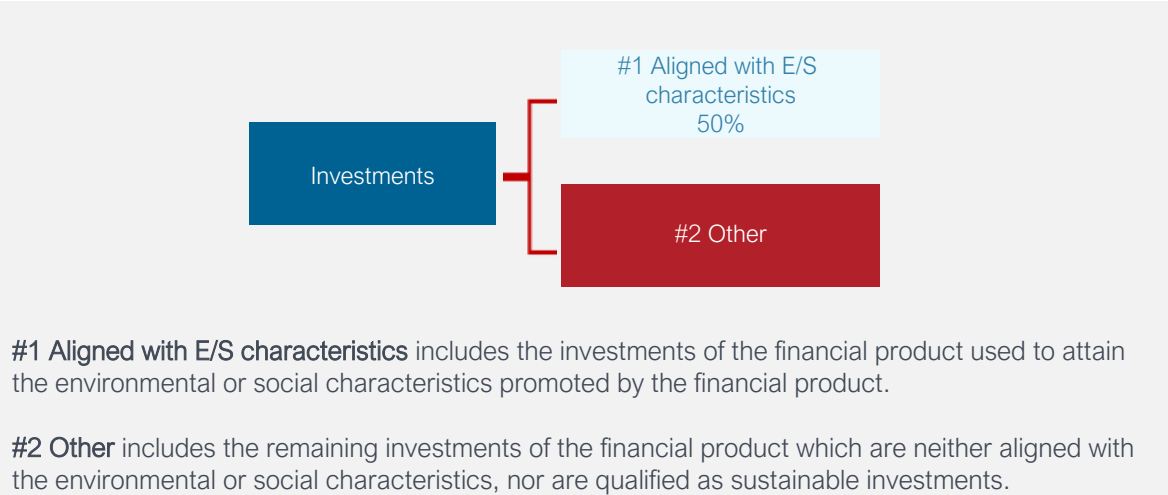 #1 Aligned with E/S
characteristics
50%
Investments
#2 Other
#1 Aligned with E/S characteristics includes the investments of the financial product used to attain
the environmental or social characteristics promoted by the financial product.
#2 Other includes the remaining investments of the financial product which are neither aligned with
the environmental or social characteristics, nor are qualified as sustainable investments.